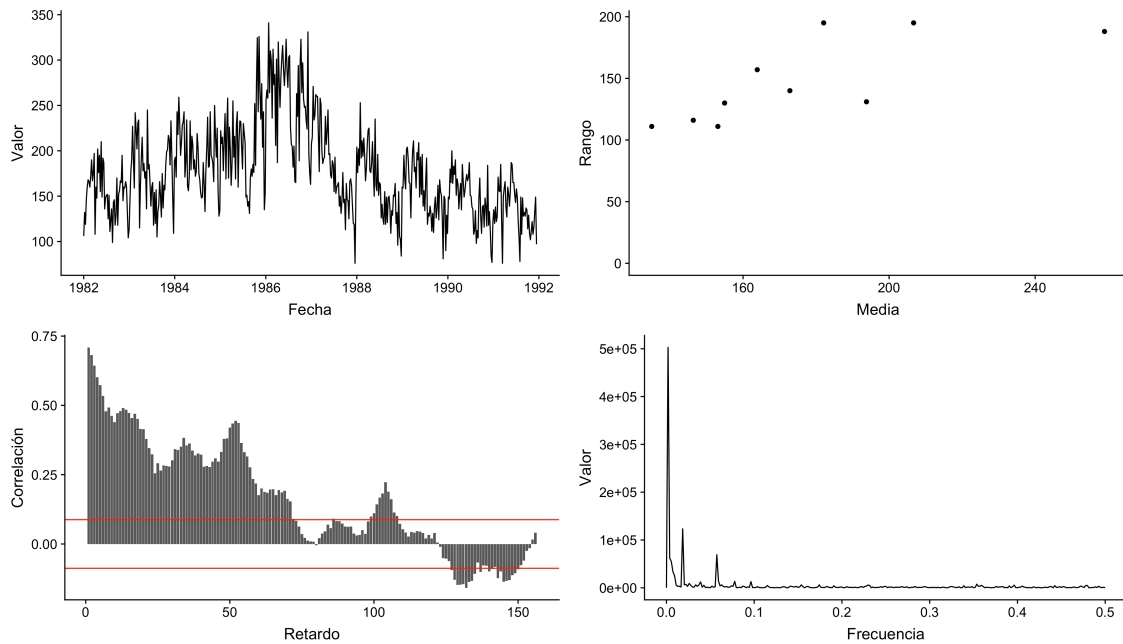 350
300
250
200
150
100
Valor
1982
1984
1986
1988
1990
1992
Fecha
200
150
100
50
0
Rango
160
200
240
Media
0.75
0.50
0.25
0.00
Correlación
0
50
100
150
Retardo
5e+05
4e+05
3e+05
2e+05
1e+05
0e+00
Valor
0.0
0.1
0.2
0.3
0.4
0.5
Frecuencia